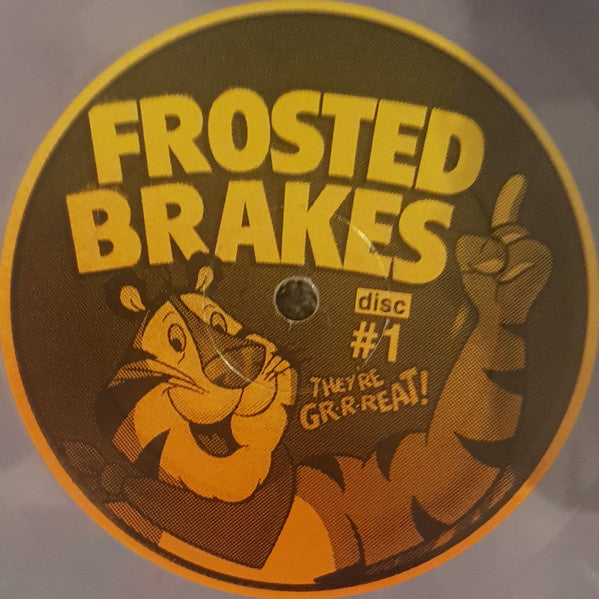 FROSTED
BRAKES
disc
#1
THEY'RE
GR-R-REAT!